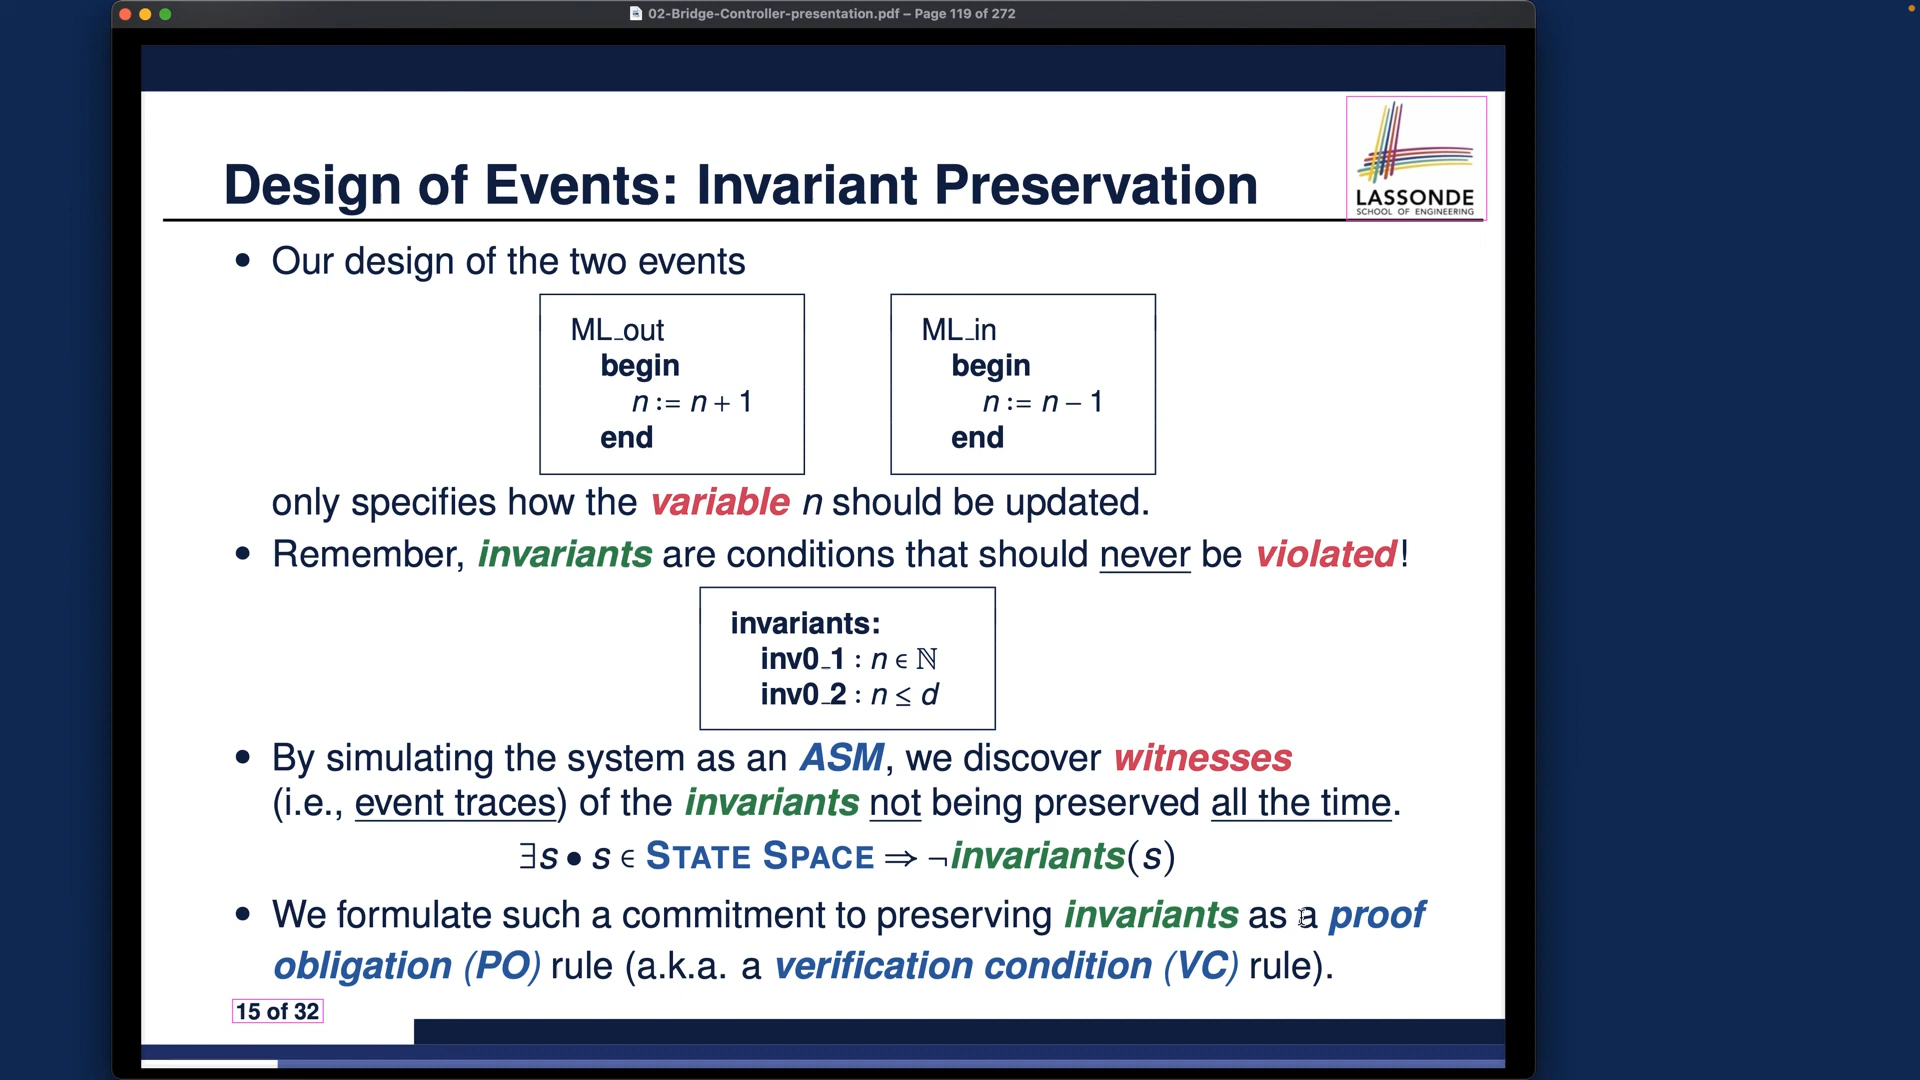 02-Bridge-Controller-presentation.pdf – Page 119 of 272
LASSONDE
SCHOOL OF ENGINEERING
Design of Events: Invariant Preservation
• Our design of the two events
ML_out
begin
n := n + 1
end
ML_in
begin
n := n − 1
end
only specifies how the variable n should be updated.
• Remember, invariants are conditions that should never be violated!
invariants:
inv0_1 : n ∈ ℕ
inv0_2 : n ≤ d
• By simulating the system as an ASM, we discover witnesses
(i.e., event traces) of the invariants not being preserved all the time.
∃s • s ∈ STATE SPACE ⇒ ¬invariants(s)
• We formulate such a commitment to preserving invariants as a proof
obligation (PO) rule (a.k.a. a verification condition (VC) rule).
15 of 32